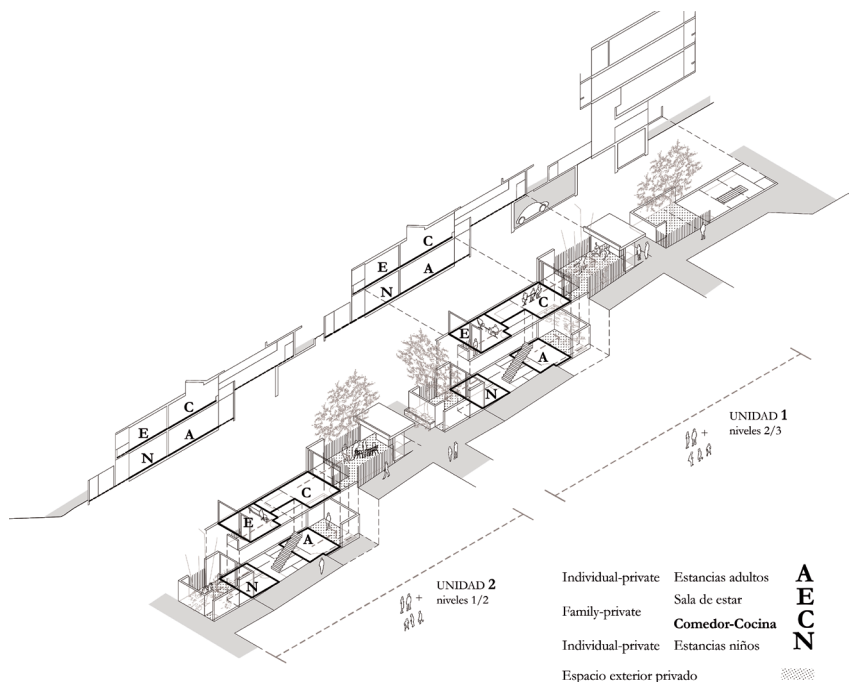 C
E
A
N
C
E
A
N
C
E
A
N
UNIDAD 1
niveles 2/3
+
C
E
A
N
UNIDAD 2
niveles 1/2
+
Individual-private Estancias adultos A
Sala de estar E
Family-private
Comedor-Cocina C
Individual-private Estancias niños N
Espacio exterior privado